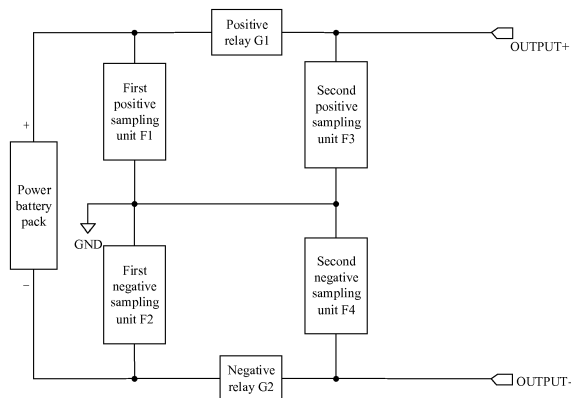 Positive
relay G1
OUTPUT+
First
positive
sampling
unit F1
Second
positive
sampling
unit F3
+
Power
battery
pack
−
GND
First
negative
sampling
unit F2
Second
negative
sampling
unit F4
Negative
relay G2
OUTPUT-